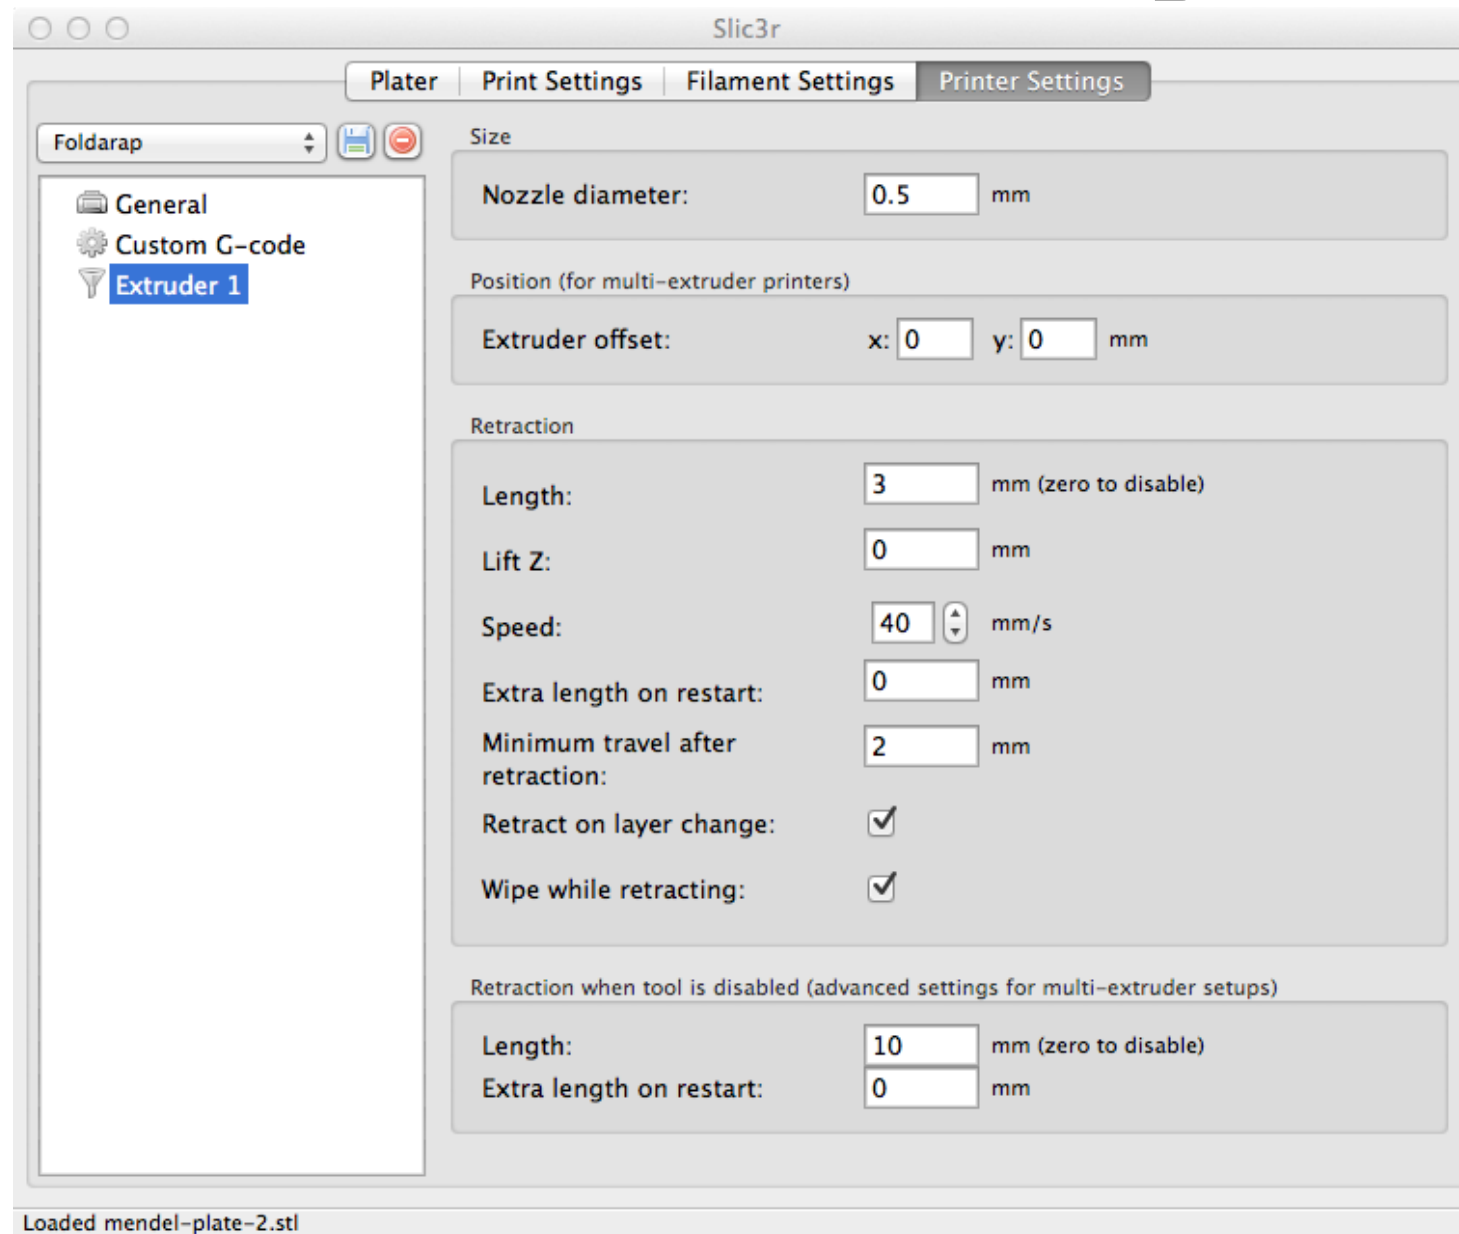 Slic3r
Plater Print Settings Filament Settings Printer Settings
Foldarap
General
Custom G-code
Extruder 1
Size
Nozzle diameter: 0.5 mm
Position (for multi-extruder printers)
Extruder offset: x: 0 y: 0 mm
Retraction
Length: 3 mm (zero to disable)
Lift Z: 0 mm
Speed: 40 mm/s
Extra length on restart: 0 mm
Minimum travel after
retraction: 2 mm
Retract on layer change:
Wipe while retracting:
Retraction when tool is disabled (advanced settings for multi-extruder setups)
Length: 10 mm (zero to disable)
Extra length on restart: 0 mm
Loaded mendel-plate-2.stl